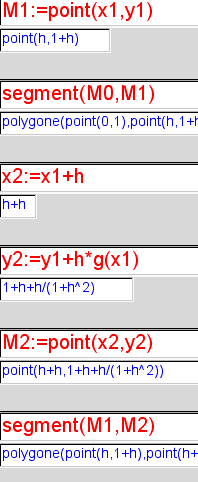 M1:=point(x1,y1)
point(h,1+h)
segment(M0,M1)
polygone(point(0,1),point(h,1+h
x2:=x1+h
h+h
y2:=y1+h*g(x1)
1+h+h/(1+h^2)
M2:=point(x2,y2)
point(h+h,1+h+h/(1+h^2))
segment(M1,M2)
polygone(point(h,1+h),point(h+